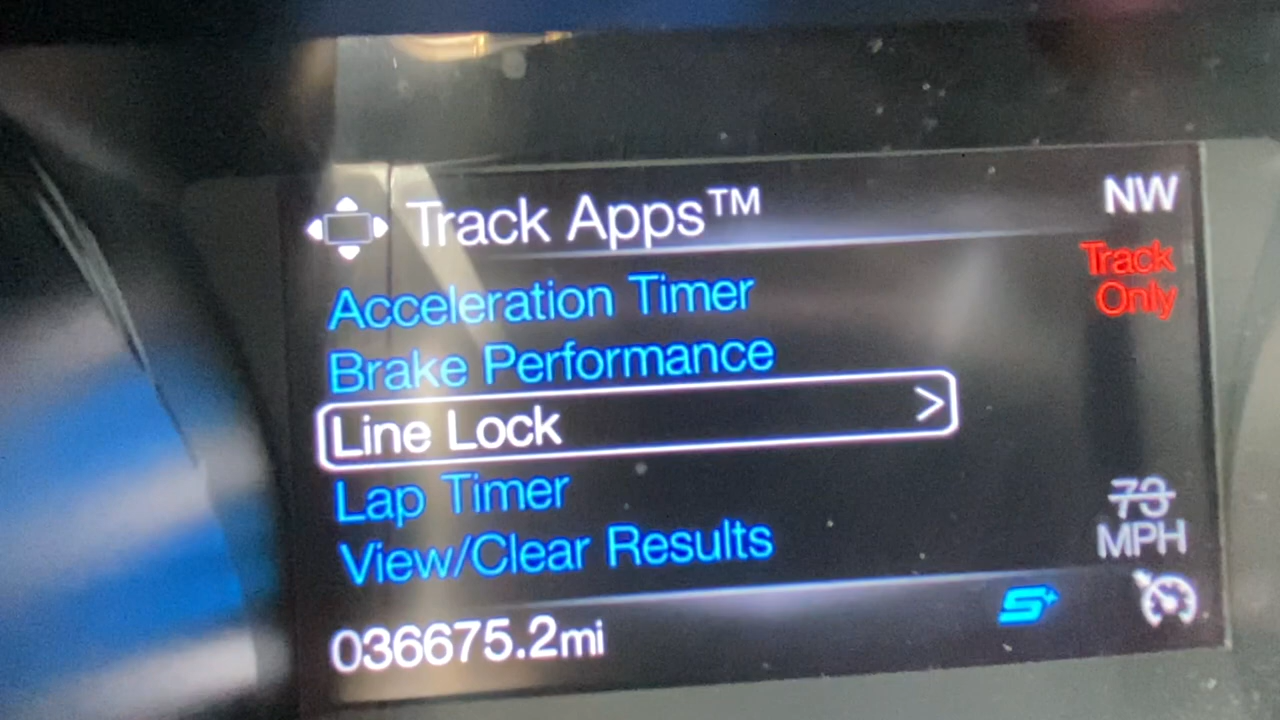 Track Apps™
NW
Track
Only
Acceleration Timer
Brake Performance
Line Lock >
Lap Timer
View/Clear Results
73
MPH
S+
036675.2mi